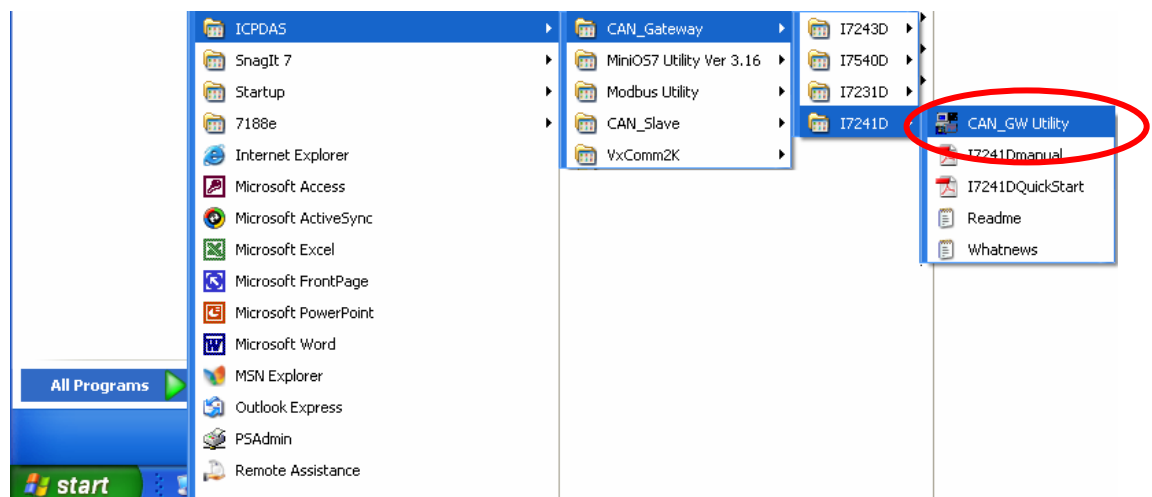 ICPDAS
SnagIt 7
Startup
7188e
Internet Explorer
Microsoft Access
Microsoft ActiveSync
Microsoft Excel
Microsoft FrontPage
Microsoft PowerPoint
Microsoft Word
MSN Explorer
Outlook Express
PSAdmin
Remote Assistance
CAN_Gateway
MiniOS7 Utility Ver 3.16
Modbus Utility
CAN_Slave
VxComm2K
I7243D
I7540D
I7231D
I7241D
CAN_GW Utility
I7241Dmanual
I7241DQuickStart
Readme
Whatnews
All Programs
start